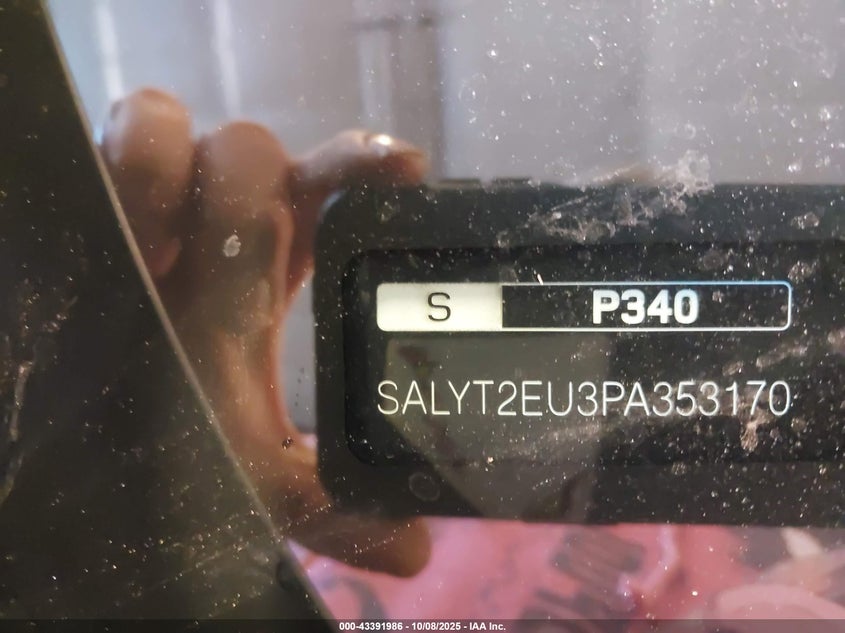 S P340
SALYT2EU3PA353170
000-43391986 - 10/08/2025 - IAA Inc.